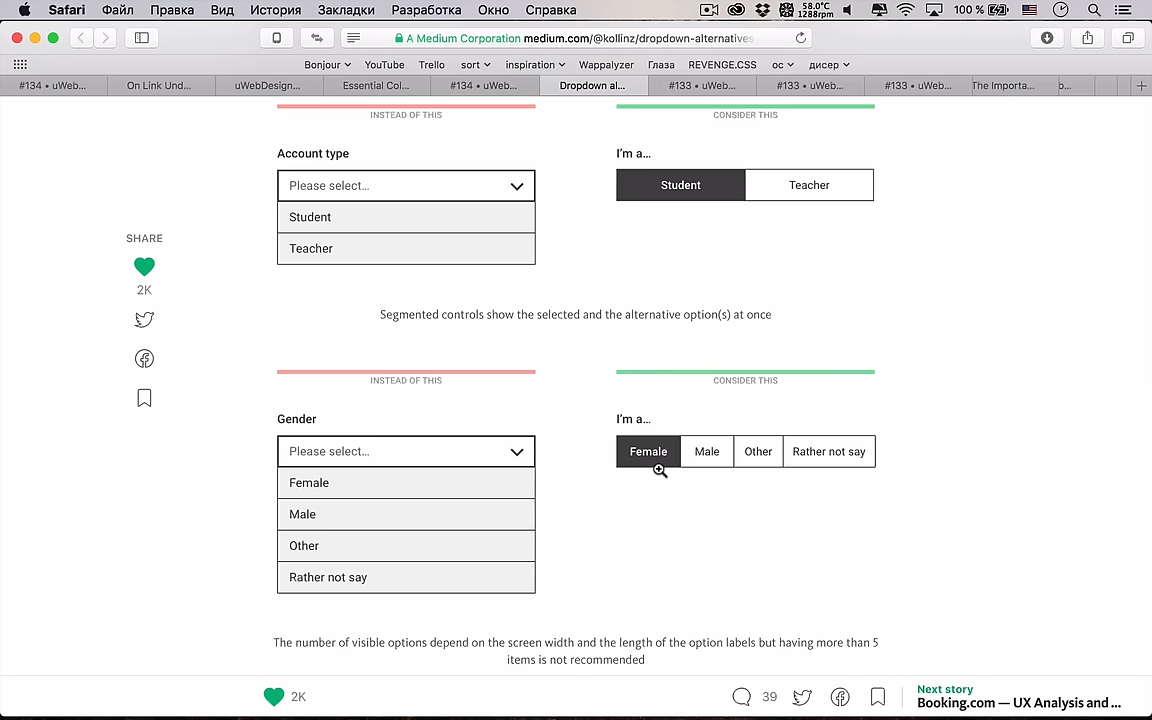 Safari Файл Правка Вид История Закладки Разработка Окно Справка 58.0°C 1288rpm 100 %
A Medium Corporation medium.com/@kollinz/dropdown-alternatives
Bonjour YouTube Trello sort inspiration Wappalyzer Глаза REVENGE.CSS ос дисер
#134 • uWeb... On Link Und... uWebDesign... Essential Col... #134 • uWeb... Dropdown al... #133 • uWeb... #133 • uWeb... #133 • uWeb... The Importa... b...
INSTEAD OF THIS CONSIDER THIS
Account type I'm a...
Please select... Student Teacher
Student
Teacher
SHARE
2K
Segmented controls show the selected and the alternative option(s) at once
INSTEAD OF THIS CONSIDER THIS
Gender I'm a...
Please select... Female Male Other Rather not say
Female
Male
Other
Rather not say
The number of visible options depend on the screen width and the length of the option labels but having more than 5
items is not recommended
2K 39 Next story
Booking.com — UX Analysis and ...